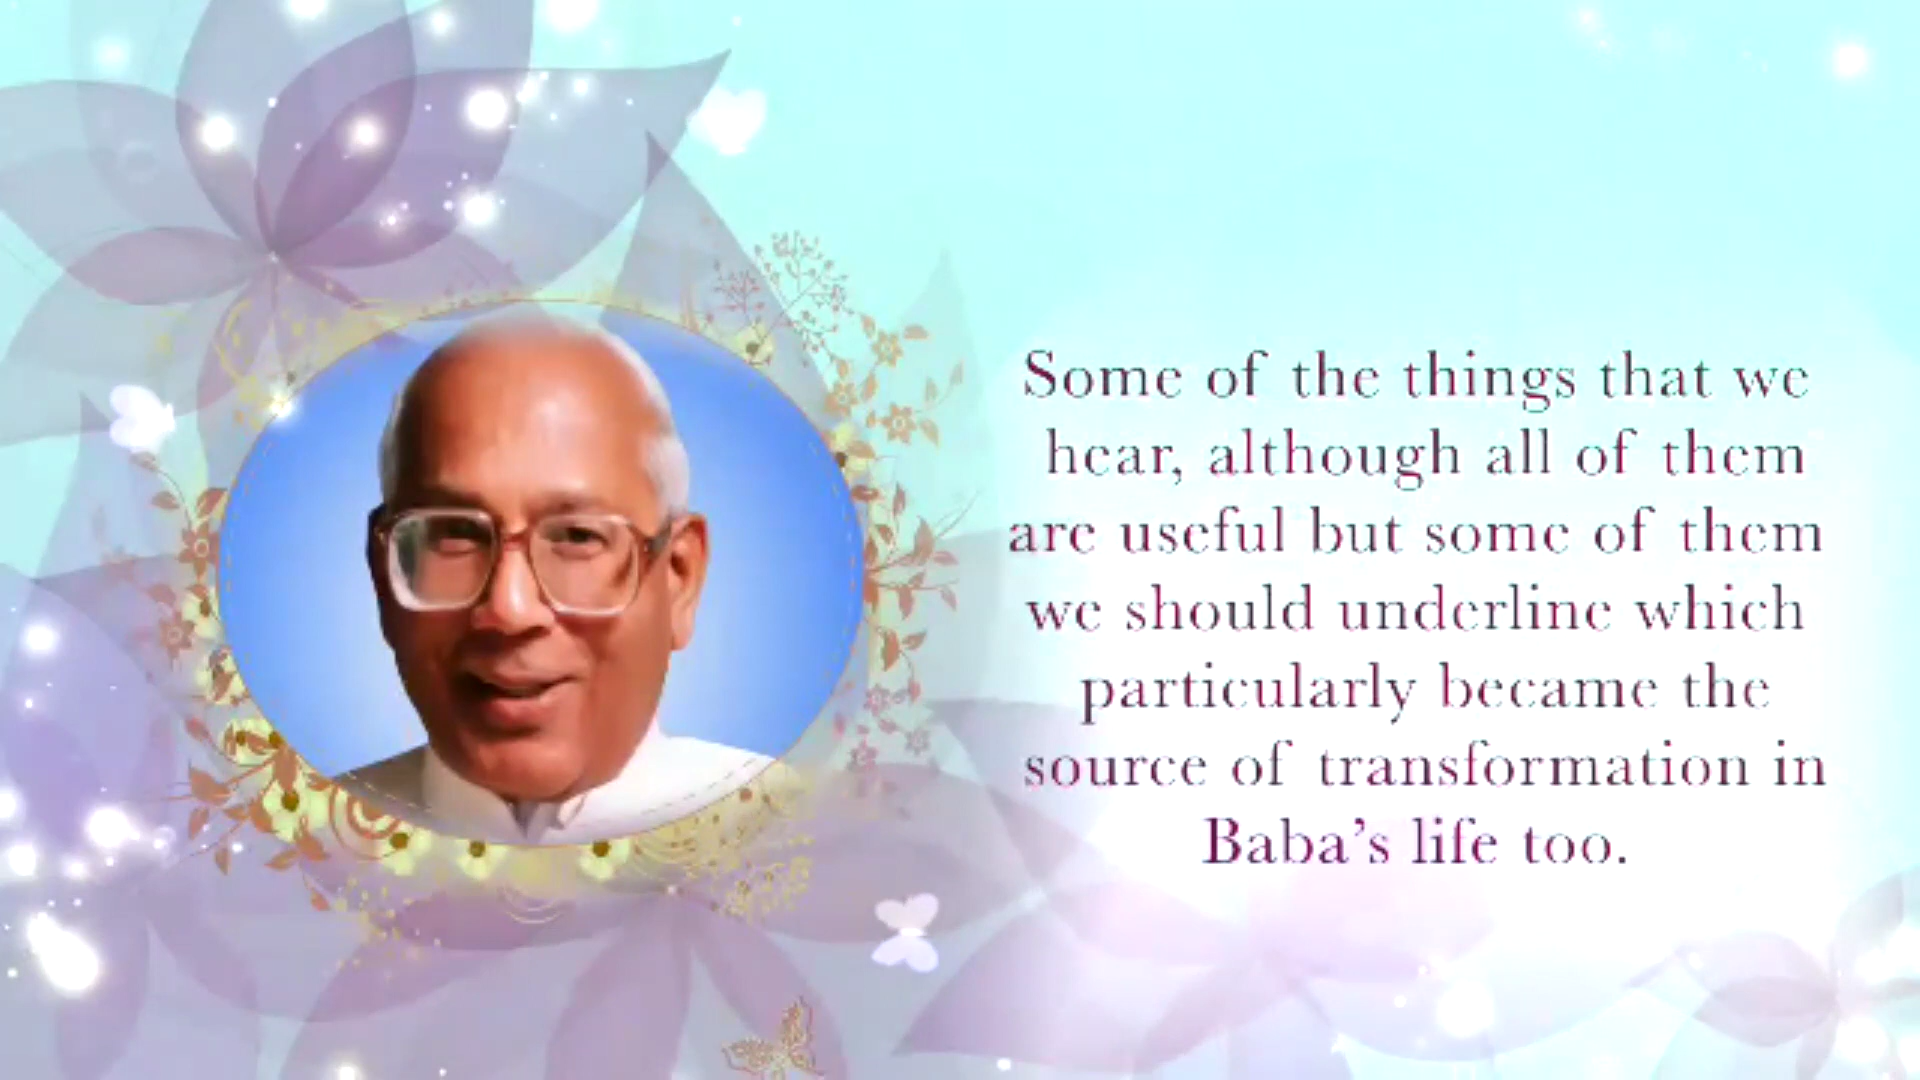 Some of the things that we
hear, although all of them
are useful but some of them
we should underline which
particularly became the
source of transformation in
Baba’s life too.